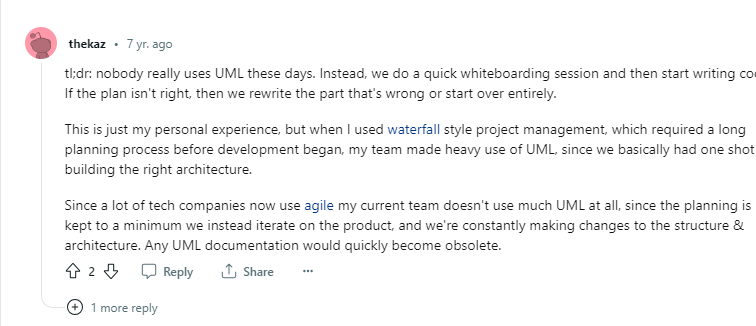 thekaz • 7 yr. ago
tl;dr: nobody really uses UML these days. Instead, we do a quick whiteboarding session and then start writing co
If the plan isn't right, then we rewrite the part that's wrong or start over entirely.
This is just my personal experience, but when I used waterfall style project management, which required a long
planning process before development began, my team made heavy use of UML, since we basically had one shot
building the right architecture.
Since a lot of tech companies now use agile my current team doesn't use much UML at all, since the planning is
kept to a minimum we instead iterate on the product, and we're constantly making changes to the structure &
architecture. Any UML documentation would quickly become obsolete.
2 Reply Share ···
1 more reply